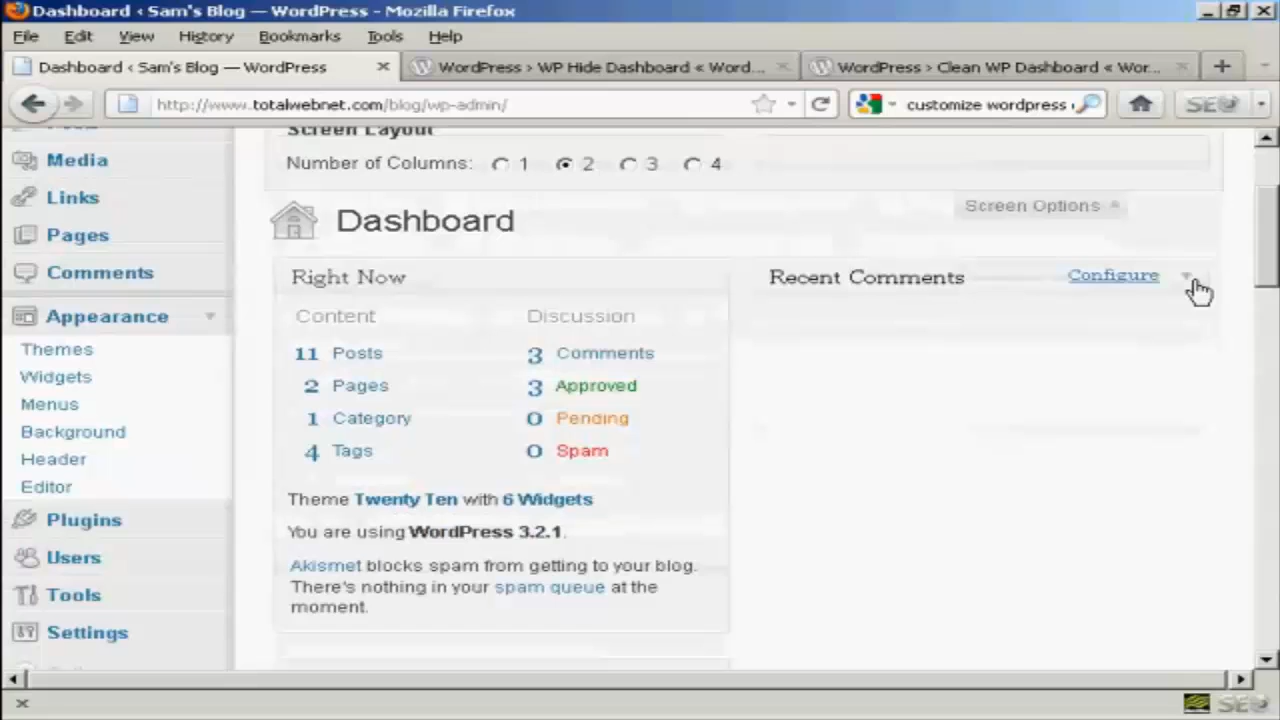 Dashboard ‹ Sam's Blog — WordPress - Mozilla Firefox
File Edit View History Bookmarks Tools Help
Dashboard ‹ Sam's Blog — WordPress
WordPress › WP Hide Dashboard « Word...
WordPress › Clean WP Dashboard « Wor...
http://www.totalwebnet.com/blog/wp-admin/
customize wordpress
SEO
Screen Layout
Number of Columns: 1 2 3 4
Screen Options
Media
Links
Pages
Comments
Appearance
Themes
Widgets
Menus
Background
Header
Editor
Plugins
Users
Tools
Settings
Dashboard
Right Now
Content Discussion
11 Posts 3 Comments
2 Pages 3 Approved
1 Category 0 Pending
4 Tags 0 Spam
Theme Twenty Ten with 6 Widgets
You are using WordPress 3.2.1.
Akismet blocks spam from getting to your blog.
There's nothing in your spam queue at the
moment.
Recent Comments Configure
SEO